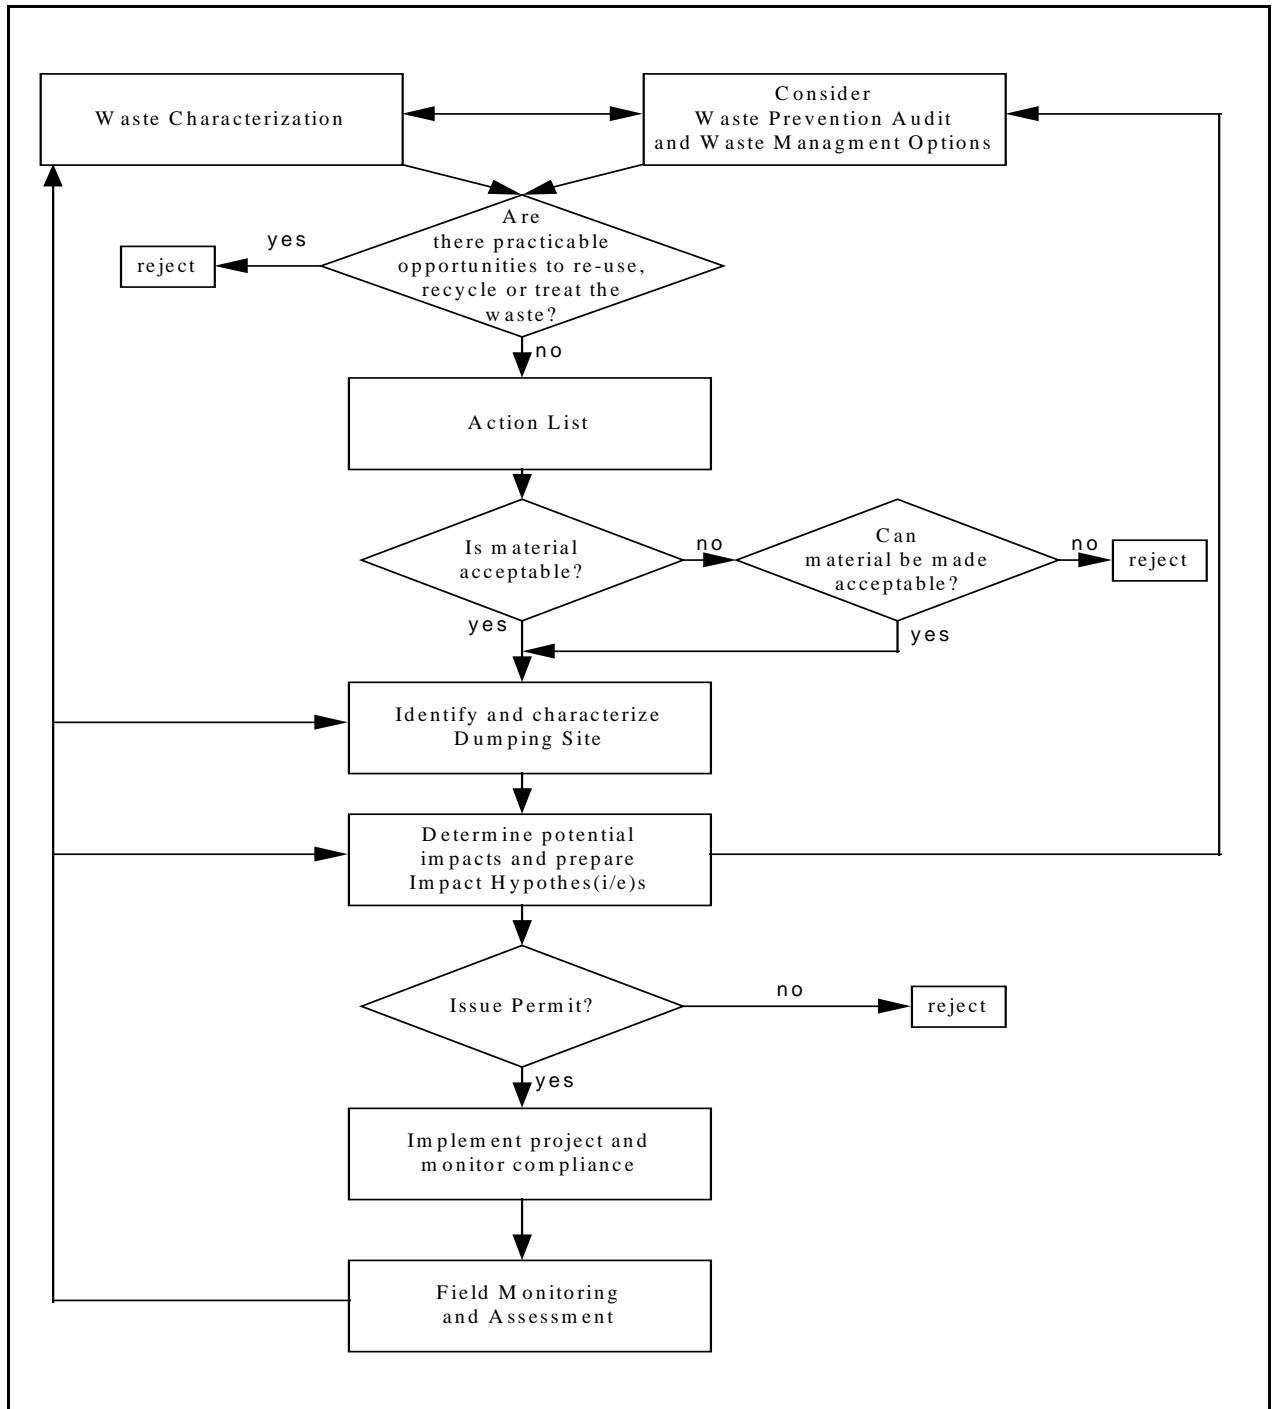 Waste Characterization
Consider
Waste Prevention Audit
and Waste Managment Options
Are
there practicable
opportunities to re-use,
recycle or treat the
waste?
yes
reject
no
Action List
Is material
acceptable?
no
Can
material be made
acceptable?
no
reject
yes
yes
Identify and characterize
Dumping Site
Determine potential
impacts and prepare
Impact Hypothes(i/e)s
Issue Permit?
no
reject
yes
Implement project and
monitor compliance
Field Monitoring
and Assessment